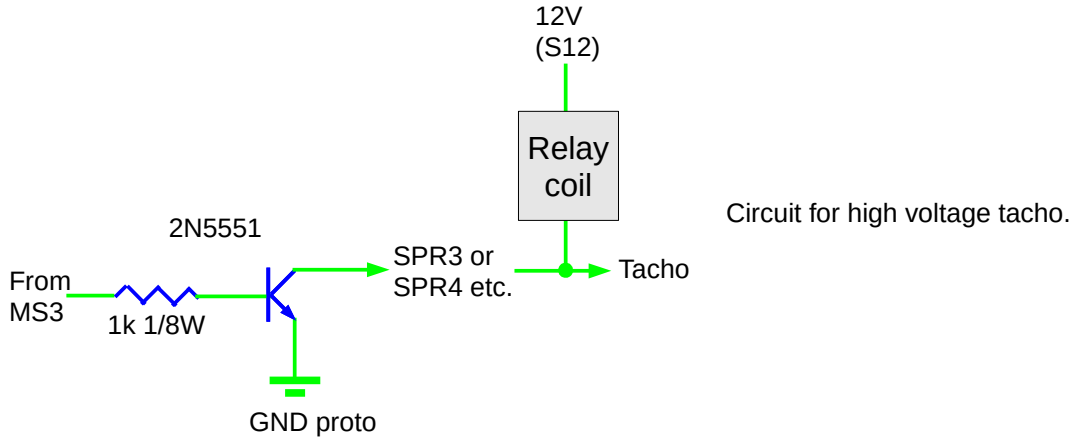 12V
(S12)
Relay
coil
Circuit for high voltage tacho.
2N5551
SPR3 or
SPR4 etc.
Tacho
From
MS3
1k 1/8W
GND proto